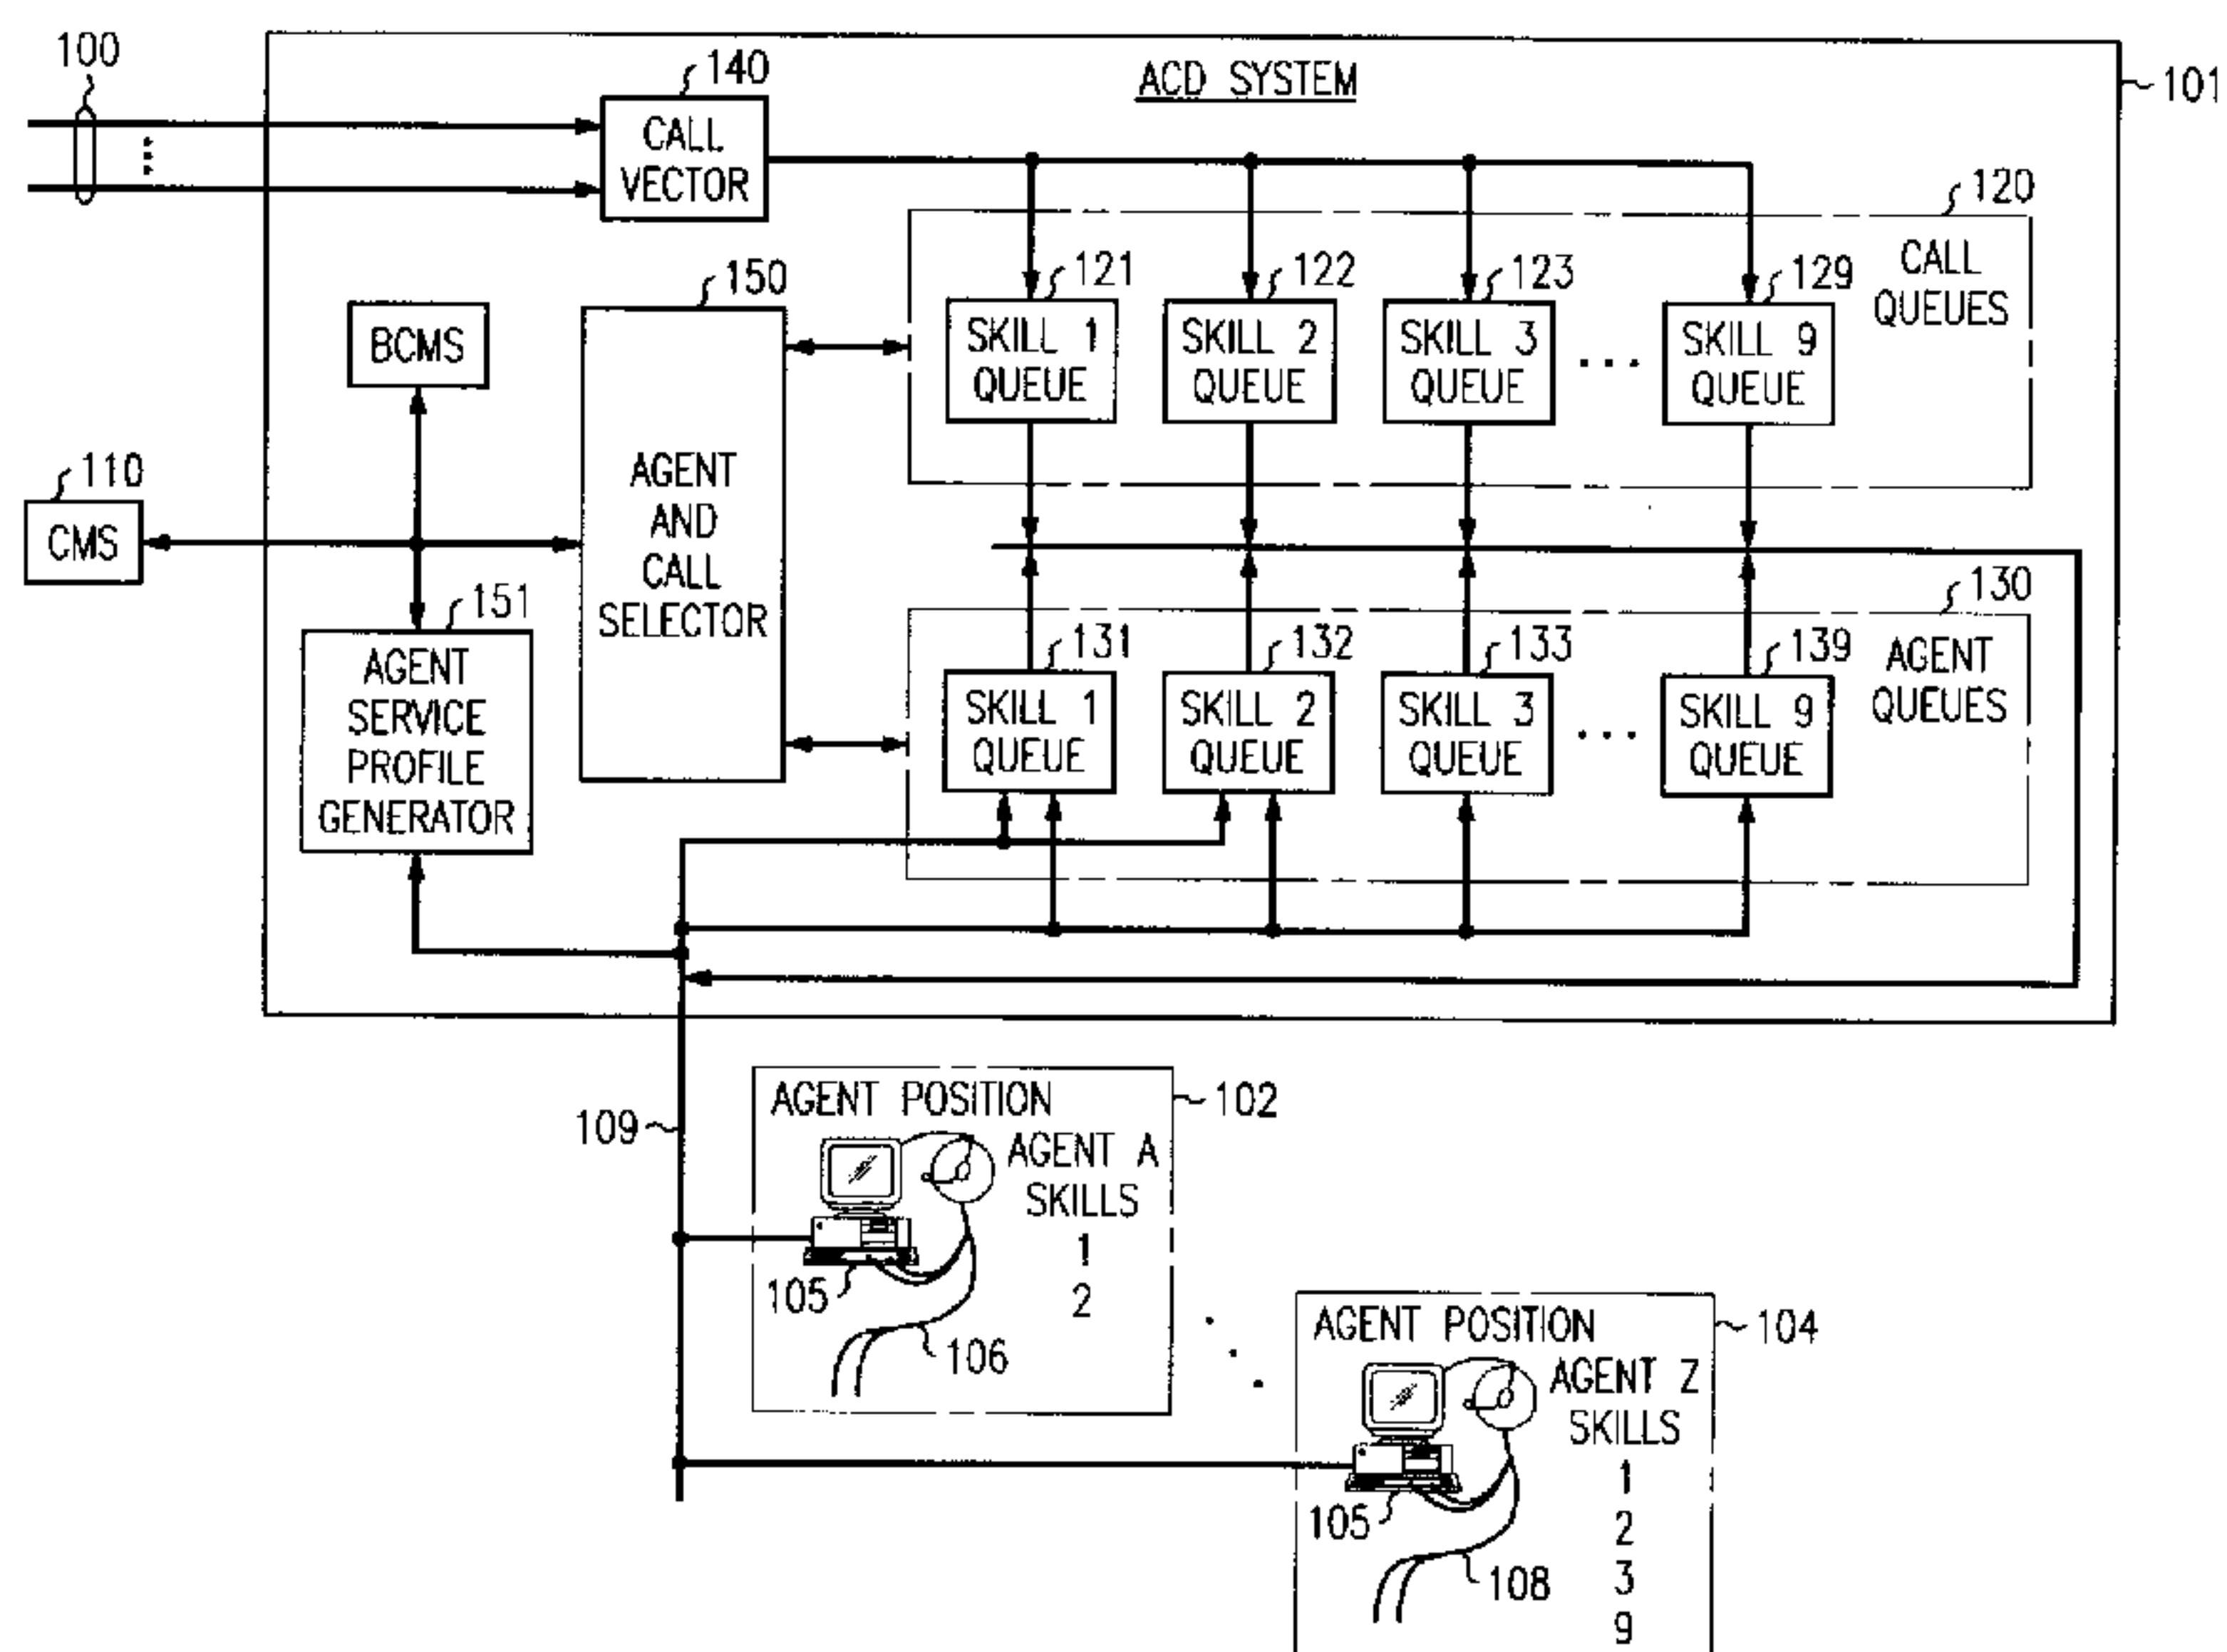 100
140
ACD SYSTEM
101
CALL
VECTOR
120
CALL
QUEUES
150
121
122
123
129
BCMS
SKILL 1
QUEUE
SKILL 2
QUEUE
SKILL 3
QUEUE
...
SKILL 9
QUEUE
110
CMS
AGENT
AND
CALL
SELECTOR
151
AGENT
SERVICE
PROFILE
GENERATOR
130
AGENT
QUEUES
131
132
133
139
SKILL 1
QUEUE
SKILL 2
QUEUE
SKILL 3
QUEUE
...
SKILL 9
QUEUE
109
AGENT POSITION
102
AGENT A
SKILLS
1
2
105
106
AGENT POSITION
104
AGENT Z
SKILLS
1
2
3
9
105
108